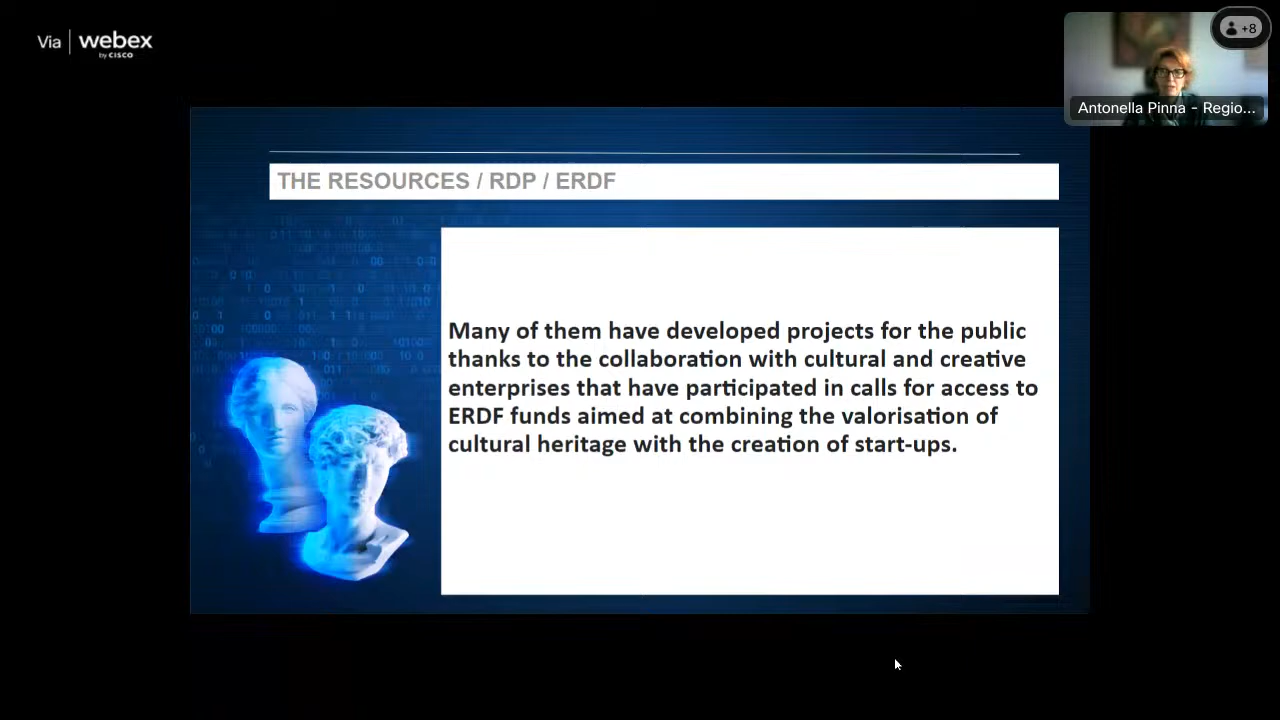 Via webex
by CISCO
+8
Antonella Pinna - Regio...
THE RESOURCES / RDP / ERDF
Many of them have developed projects for the public
thanks to the collaboration with cultural and creative
enterprises that have participated in calls for access to
ERDF funds aimed at combining the valorisation of
cultural heritage with the creation of start-ups.